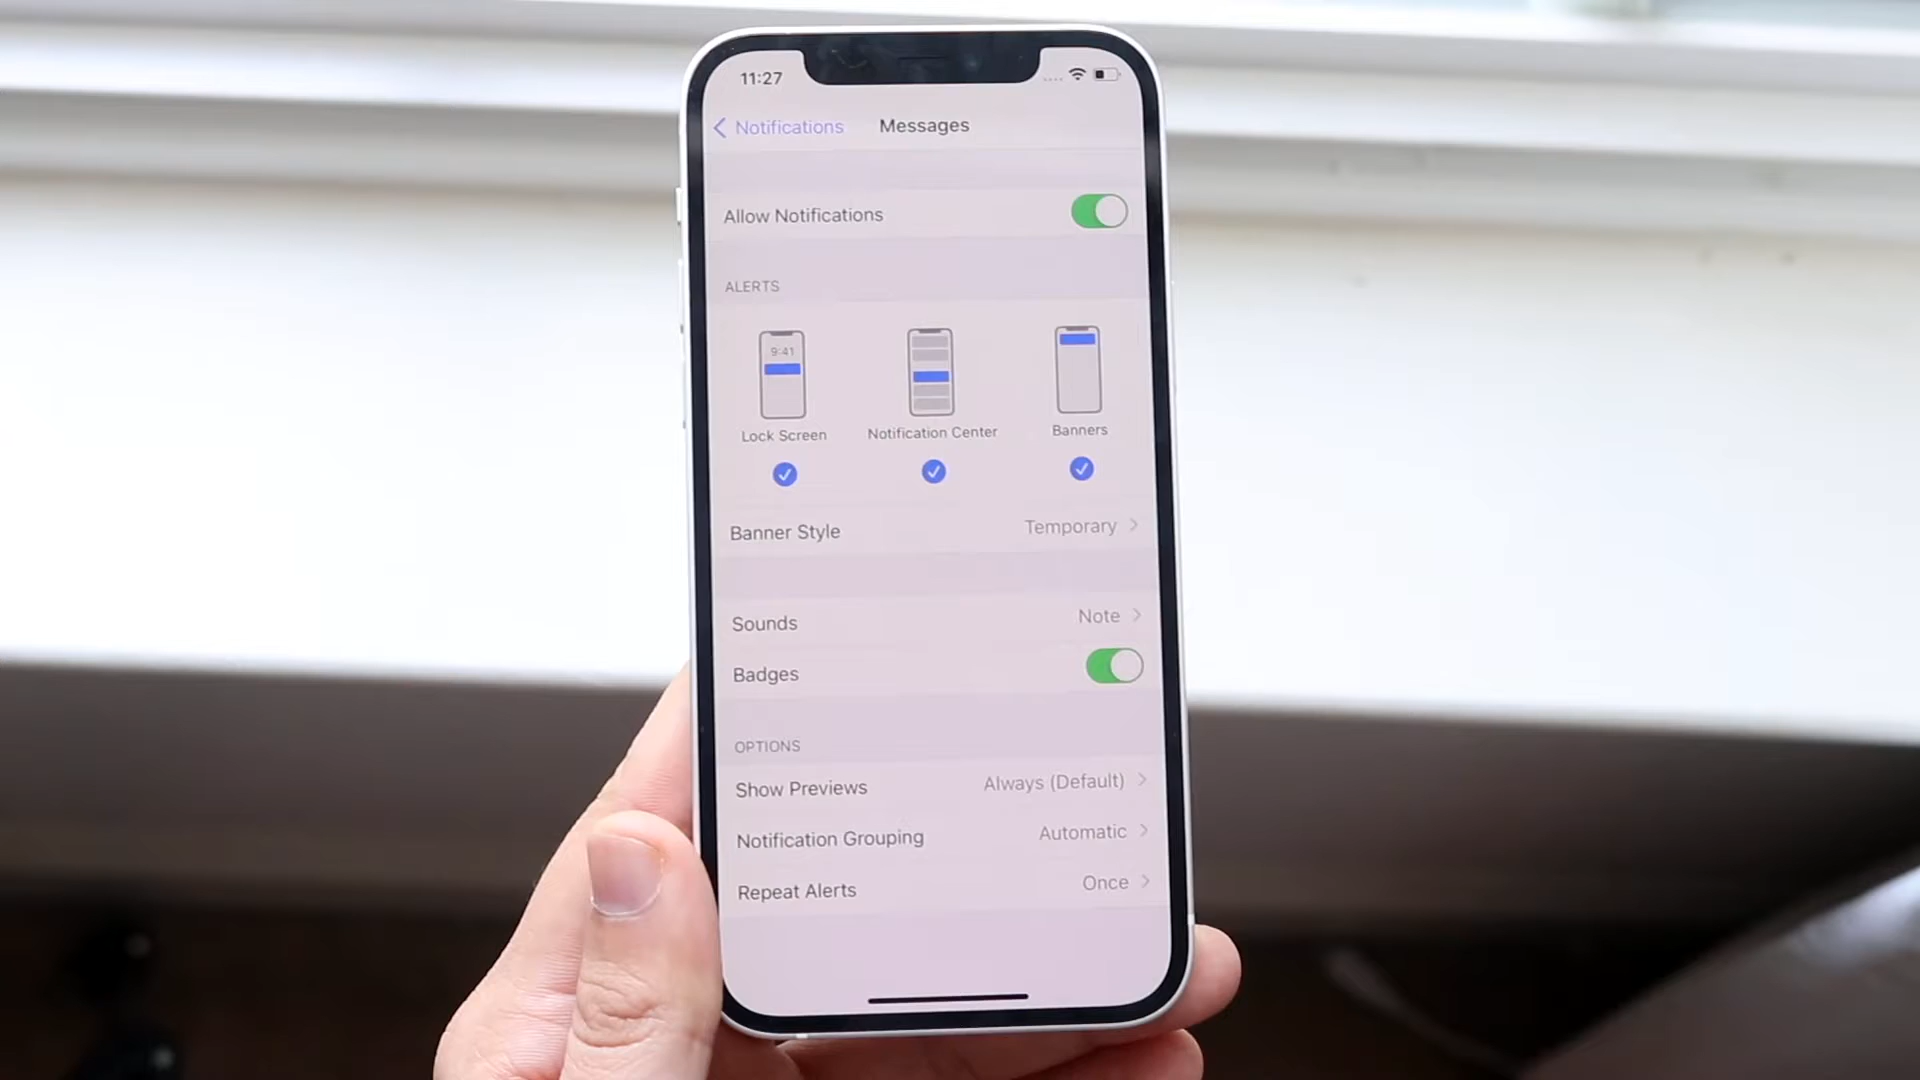 11:27
Notifications Messages
Allow Notifications
ALERTS
9:41
Lock Screen Notification Center Banners
Banner Style Temporary
Sounds Note
Badges
OPTIONS
Show Previews Always (Default)
Notification Grouping Automatic
Repeat Alerts Once